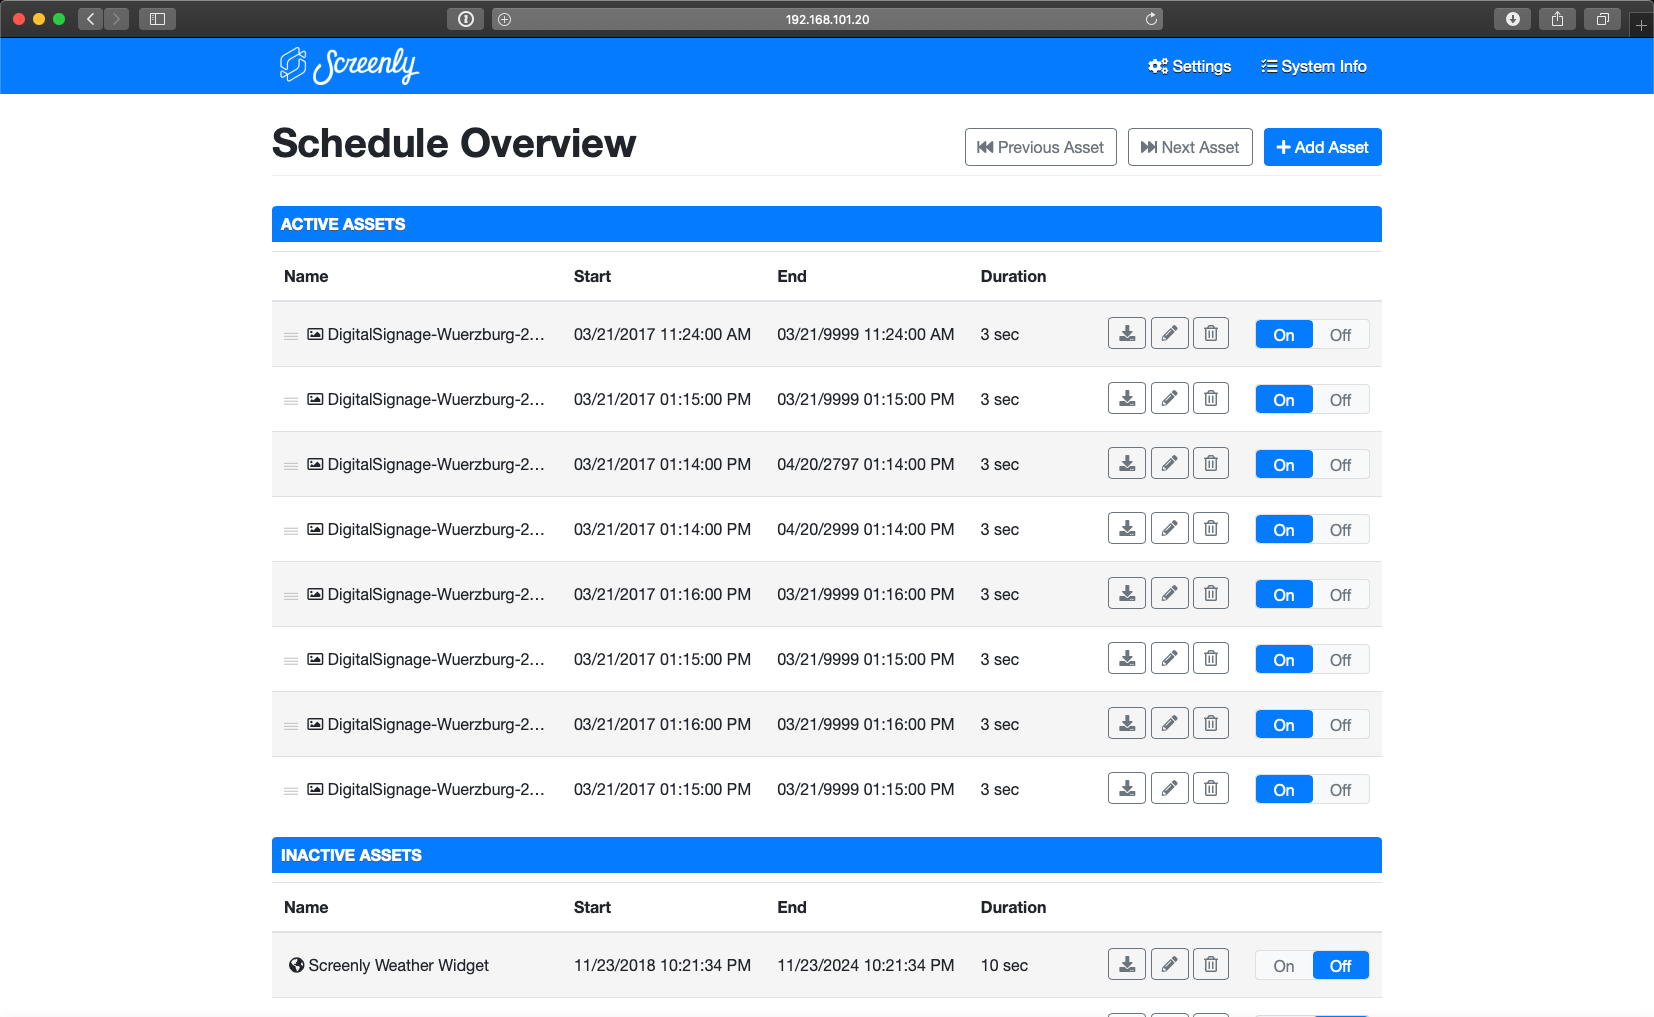 192.168.101.20
Screenly
Settings System Info
Schedule Overview
Previous Asset Next Asset Add Asset
ACTIVE ASSETS
Name Start End Duration
DigitalSignage-Wuerzburg-2... 03/21/2017 11:24:00 AM 03/21/9999 11:24:00 AM 3 sec On Off
DigitalSignage-Wuerzburg-2... 03/21/2017 01:15:00 PM 03/21/9999 01:15:00 PM 3 sec On Off
DigitalSignage-Wuerzburg-2... 03/21/2017 01:14:00 PM 04/20/2797 01:14:00 PM 3 sec On Off
DigitalSignage-Wuerzburg-2... 03/21/2017 01:14:00 PM 04/20/2999 01:14:00 PM 3 sec On Off
DigitalSignage-Wuerzburg-2... 03/21/2017 01:16:00 PM 03/21/9999 01:16:00 PM 3 sec On Off
DigitalSignage-Wuerzburg-2... 03/21/2017 01:15:00 PM 03/21/9999 01:15:00 PM 3 sec On Off
DigitalSignage-Wuerzburg-2... 03/21/2017 01:16:00 PM 03/21/9999 01:16:00 PM 3 sec On Off
DigitalSignage-Wuerzburg-2... 03/21/2017 01:15:00 PM 03/21/9999 01:15:00 PM 3 sec On Off
INACTIVE ASSETS
Name Start End Duration
Screenly Weather Widget 11/23/2018 10:21:34 PM 11/23/2024 10:21:34 PM 10 sec On Off